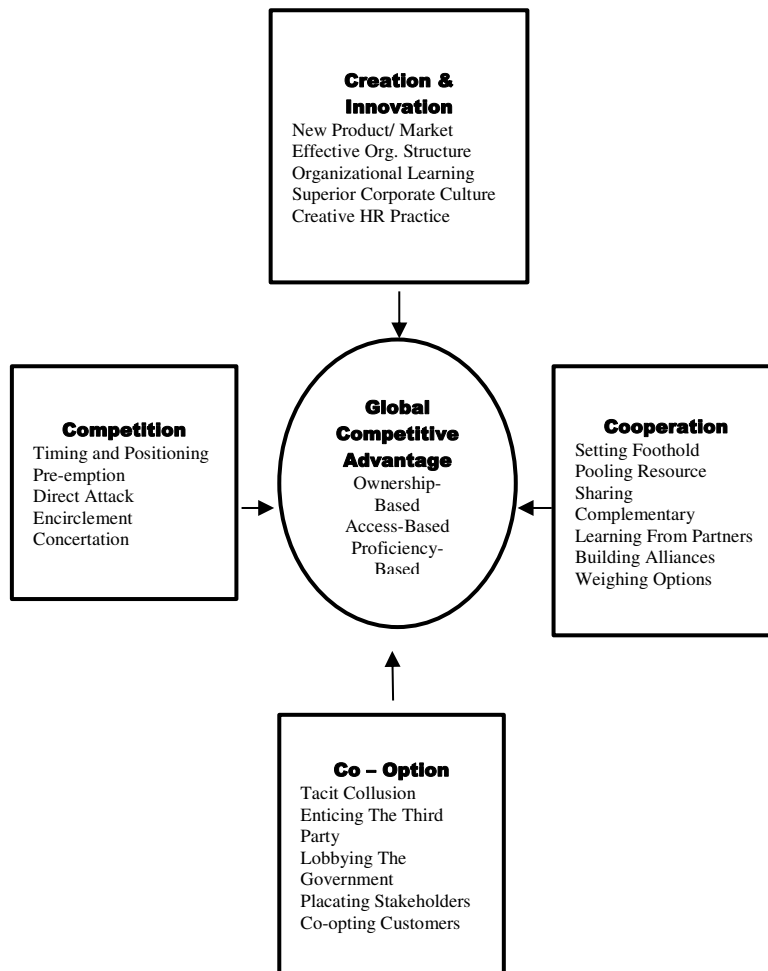 Creation &
Innovation
New Product/ Market
Effective Org. Structure
Organizational Learning
Superior Corporate Culture
Creative HR Practice
Competition
Timing and Positioning
Pre-emption
Direct Attack
Encirclement
Concertation
Global
Competitive
Advantage
Ownership-
Based
Access-Based
Proficiency-
Based
Cooperation
Setting Foothold
Pooling Resource
Sharing
Complementary
Learning From Partners
Building Alliances
Weighing Options
Co – Option
Tacit Collusion
Enticing The Third
Party
Lobbying The
Government
Placating Stakeholders
Co-opting Customers